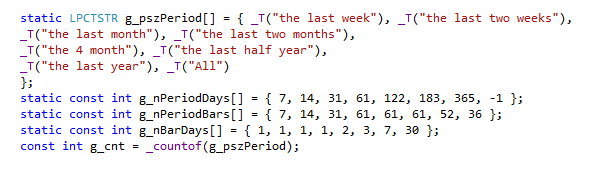 static LPCTSTR g_pszPeriod[] = { _T("the last week"), _T("the last two weeks"),
_T("the last month"), _T("the last two months"),
_T("the 4 month"), _T("the last half year"),
_T("the last year"), _T("All")
};
static const int g_nPeriodDays[] = { 7, 14, 31, 61, 122, 183, 365, -1 };
static const int g_nPeriodBars[] = { 7, 14, 31, 61, 61, 61, 52, 36 };
static const int g_nBarDays[] = { 1, 1, 1, 1, 2, 3, 7, 30 };
const int g_cnt = _countof(g_pszPeriod);